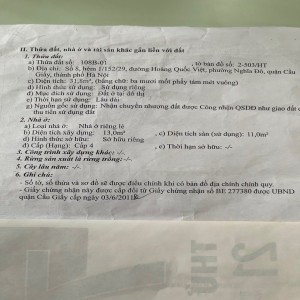 II. Thửa đất, nhà ở và tài sản khác gắn liền với đất
1. Thửa đất:
a) Thửa đất số: 108B-01 , tờ bản đồ số: 2-503/HT
b) Địa chỉ: Số 8, hẻm 1/152/29, đường Hoàng Quốc Việt, phường Nghĩa Đô, quận Cầu
Giấy, thành phố Hà Nội
c) Diện tích: 31,8m², (bằng chữ: ba mươi mốt phẩy tám mét vuông)
d) Hình thức sử dụng: Sử dụng riêng
đ) Mục đích sử dụng: Đất ở tại đô thị
e) Thời hạn sử dụng: Lâu dài
g) Nguồn gốc sử dụng: Nhận chuyển nhượng đất được Công nhận QSDĐ như giao đất có
thu tiền sử dụng đất
2. Nhà ở:
a) Loại nhà ở: Nhà ở riêng lẻ
b) Diện tích xây dựng: 13,0m² , c) Diện tích sàn (sử dụng): 11,0m²
d) Hình thức sở hữu: Sở hữu riêng
đ) Cấp (Hạng): Cấp 4 , e) Thời hạn sở hữu: -/-
3. Công trình xây dựng khác: -/-
4. Rừng sản xuất là rừng trồng: -/-
5. Cây lâu năm: -/-
6. Ghi chú:
- Số tờ, số thửa và sơ đồ sẽ được điều chỉnh khi có bản đồ địa chính chính quy.
- Giấy chứng nhận này được cấp đổi từ Giấy chứng nhận số BE 277380 được UBND
quận Cầu Giấy cấp ngày 03/6/2011
THỬ